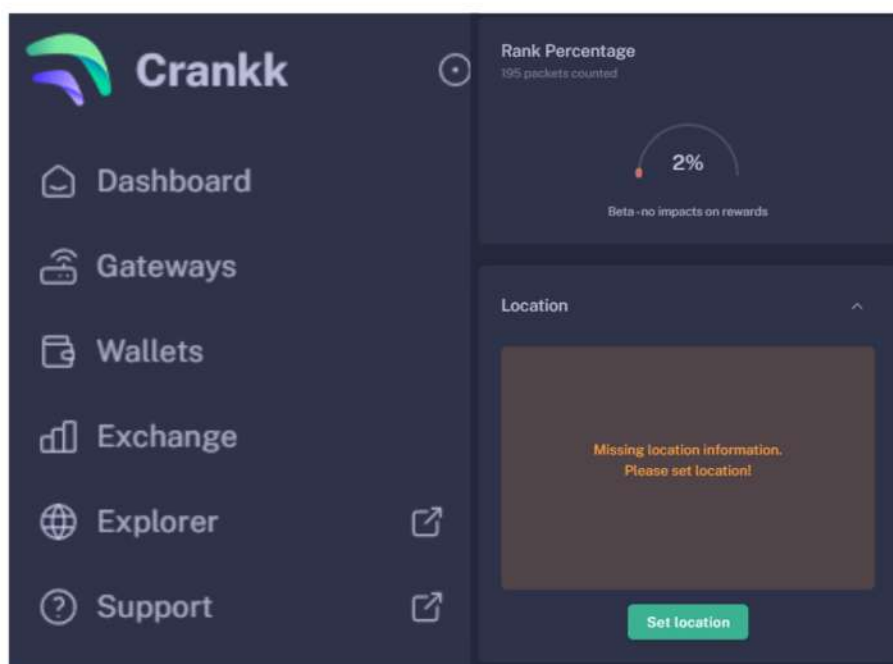 Crankk
Dashboard
Gateways
Wallets
Exchange
Explorer
Support
Rank Percentage
195 packets counted
2%
Beta - no impacts on rewards
Location
Missing location information.
Please set location!
Set location